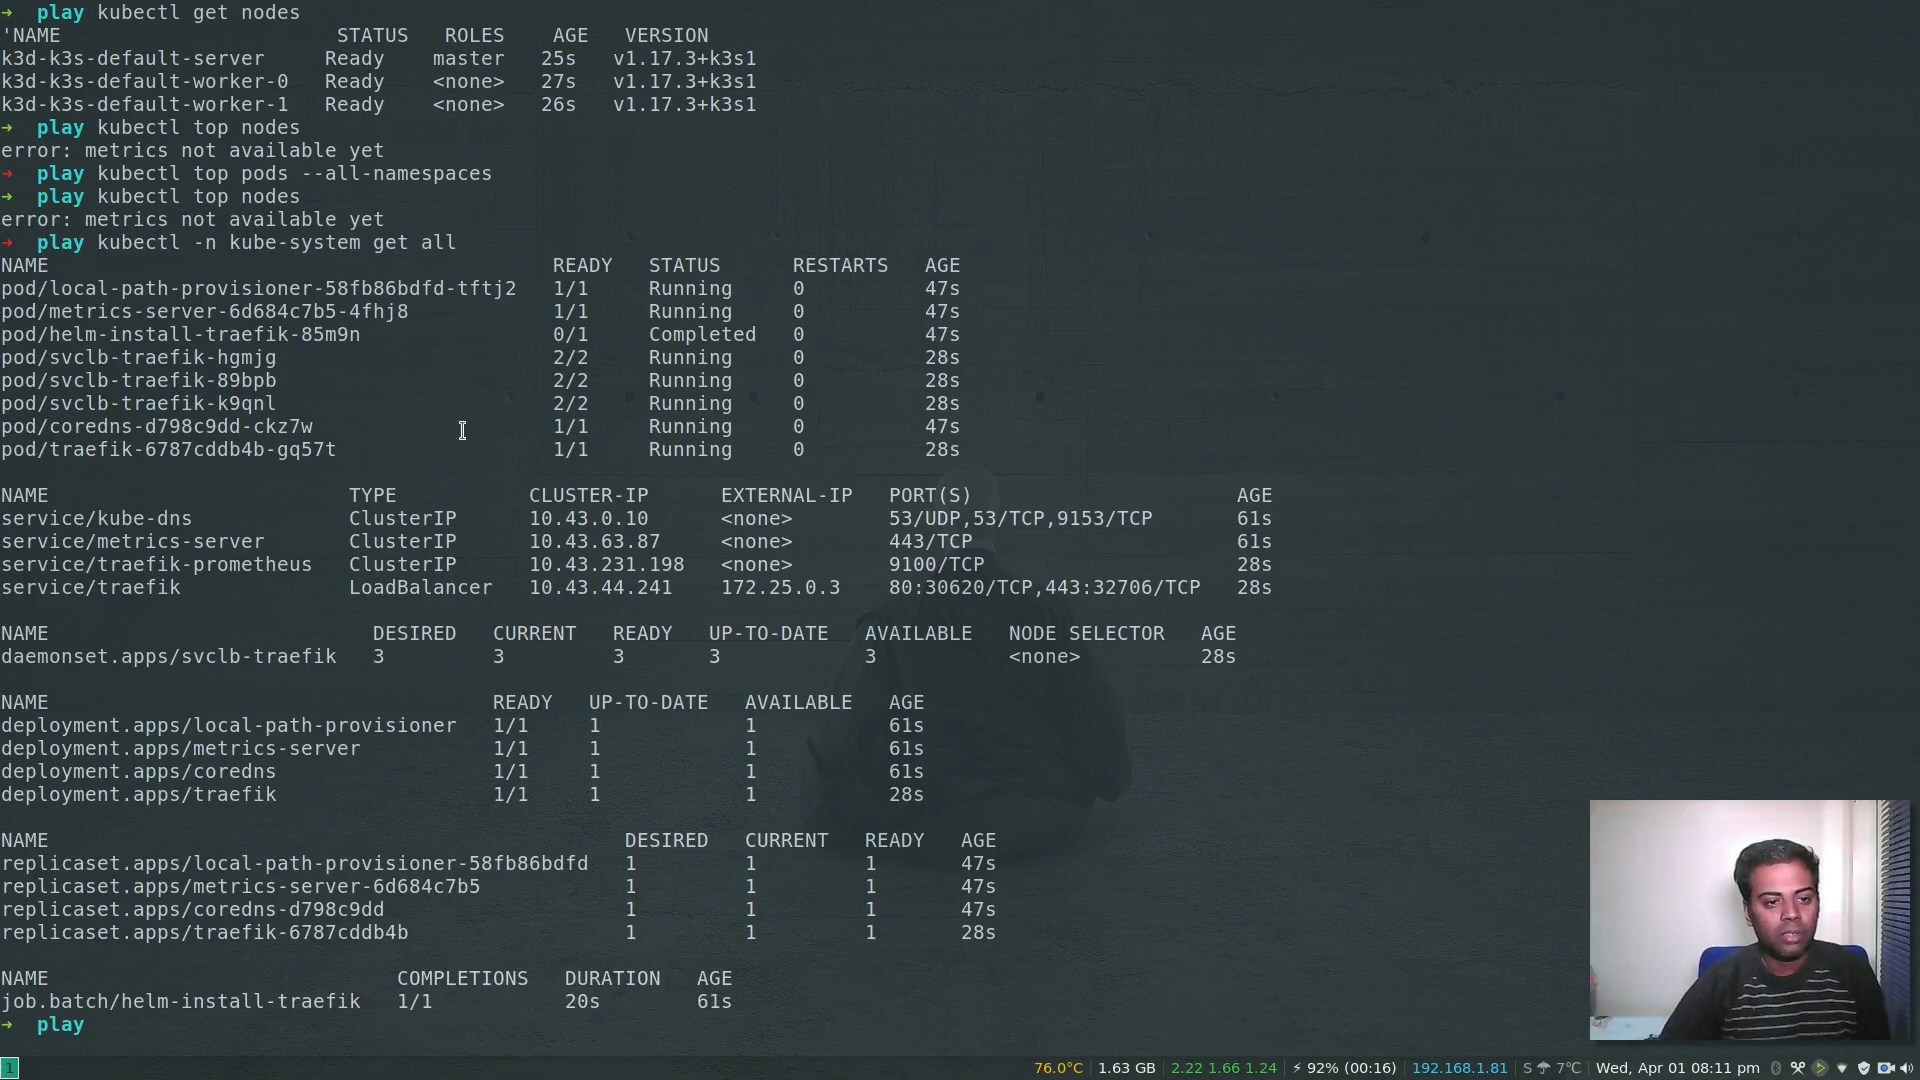 ➜  play kubectl get nodes
'NAME                       STATUS   ROLES    AGE   VERSION
k3d-k3s-default-server     Ready    master   25s   v1.17.3+k3s1
k3d-k3s-default-worker-0   Ready    <none>   27s   v1.17.3+k3s1
k3d-k3s-default-worker-1   Ready    <none>   26s   v1.17.3+k3s1
➜  play kubectl top nodes
error: metrics not available yet
➜  play kubectl top pods --all-namespaces
➜  play kubectl top nodes
error: metrics not available yet
➜  play kubectl -n kube-system get all
NAME                                          READY   STATUS      RESTARTS   AGE
pod/local-path-provisioner-58fb86bdfd-tftj2   1/1     Running     0          47s
pod/metrics-server-6d684c7b5-4fhj8            1/1     Running     0          47s
pod/helm-install-traefik-85m9n                0/1     Completed   0          47s
pod/svclb-traefik-hgmjg                       2/2     Running     0          28s
pod/svclb-traefik-89bpb                       2/2     Running     0          28s
pod/svclb-traefik-k9qnl                       2/2     Running     0          28s
pod/coredns-d798c9dd-ckz7w                    1/1     Running     0          47s
pod/traefik-6787cddb4b-gq57t                  1/1     Running     0          28s
NAME                         TYPE           CLUSTER-IP      EXTERNAL-IP   PORT(S)                      AGE
service/kube-dns             ClusterIP      10.43.0.10      <none>        53/UDP,53/TCP,9153/TCP       61s
service/metrics-server       ClusterIP      10.43.63.87     <none>        443/TCP                      61s
service/traefik-prometheus   ClusterIP      10.43.231.198   <none>        9100/TCP                     28s
service/traefik              LoadBalancer   10.43.44.241    172.25.0.3    80:30620/TCP,443:32706/TCP   28s
NAME                           DESIRED   CURRENT   READY   UP-TO-DATE   AVAILABLE   NODE SELECTOR   AGE
daemonset.apps/svclb-traefik   3         3         3       3            3           <none>          28s
NAME                                     READY   UP-TO-DATE   AVAILABLE   AGE
deployment.apps/local-path-provisioner   1/1     1            1           61s
deployment.apps/metrics-server           1/1     1            1           61s
deployment.apps/coredns                  1/1     1            1           61s
deployment.apps/traefik                  1/1     1            1           28s
NAME                                                DESIRED   CURRENT   READY   AGE
replicaset.apps/local-path-provisioner-58fb86bdfd   1         1         1       47s
replicaset.apps/metrics-server-6d684c7b5            1         1         1       47s
replicaset.apps/coredns-d798c9dd                    1         1         1       47s
replicaset.apps/traefik-6787cddb4b                  1         1         1       28s
NAME                             COMPLETIONS   DURATION   AGE
job.batch/helm-install-traefik   1/1           20s        61s
➜  play
1 76.0°C | 1.63 GB | 2.22 1.66 1.24 | ⚡ 92% (00:16) | 192.168.1.81 | S ☂ 7°C | Wed, Apr 01 08:11 pm